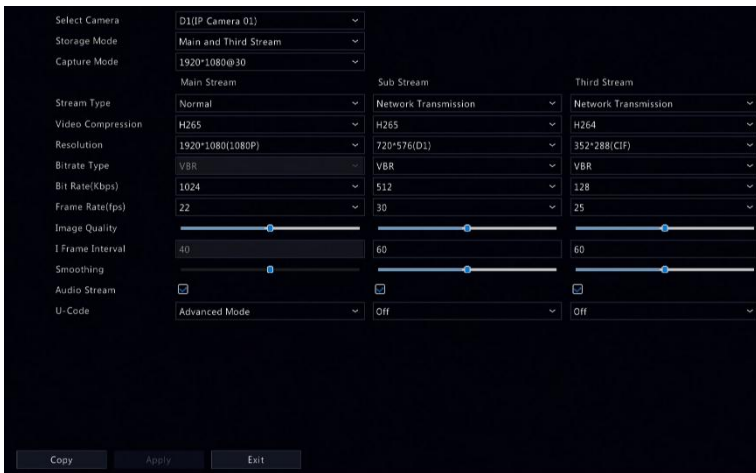 Select Camera D1(IP Camera 01)
Storage Mode Main and Third Stream
Capture Mode 1920*1080@30
Main Stream Sub Stream Third Stream
Stream Type Normal Network Transmission Network Transmission
Video Compression H265 H265 H264
Resolution 1920*1080(1080P) 720*576(D1) 352*288(CIF)
Bitrate Type VBR VBR VBR
Bit Rate(Kbps) 1024 512 128
Frame Rate(fps) 22 30 25
Image Quality
I Frame Interval 40 60 60
Smoothing
Audio Stream
U-Code Advanced Mode Off Off
Copy Apply Exit